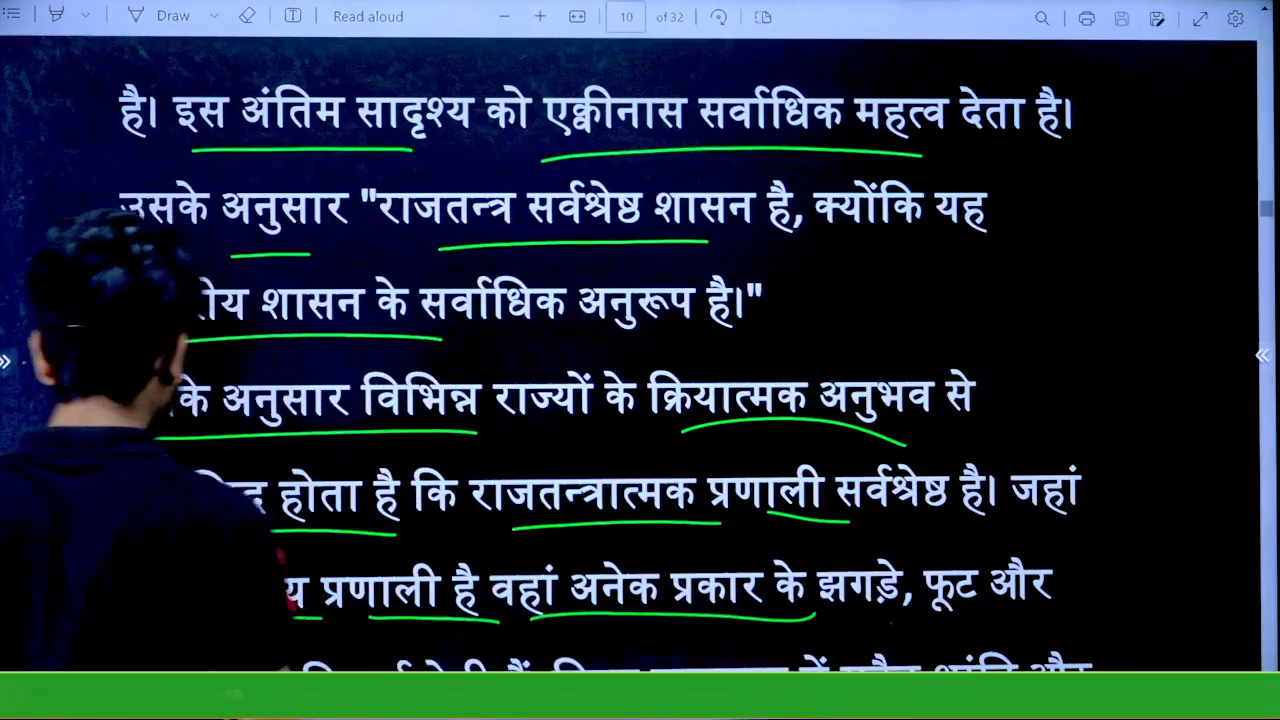 Draw
Read aloud
10 of 32
है। इस अंतिम सादृश्य को एक्वीनास सर्वाधिक महत्व देता है।
उसके अनुसार "राजतन्त्र सर्वश्रेष्ठ शासन है, क्योंकि यह
शासन के सर्वाधिक अनुरूप है।"
के अनुसार विभिन्न राज्यों के क्रियात्मक अनुभव से
होता है कि राजतन्त्रात्मक प्रणाली सर्वश्रेष्ठ है। जहां
प्रणाली है वहां अनेक प्रकार के झगड़े, फूट और